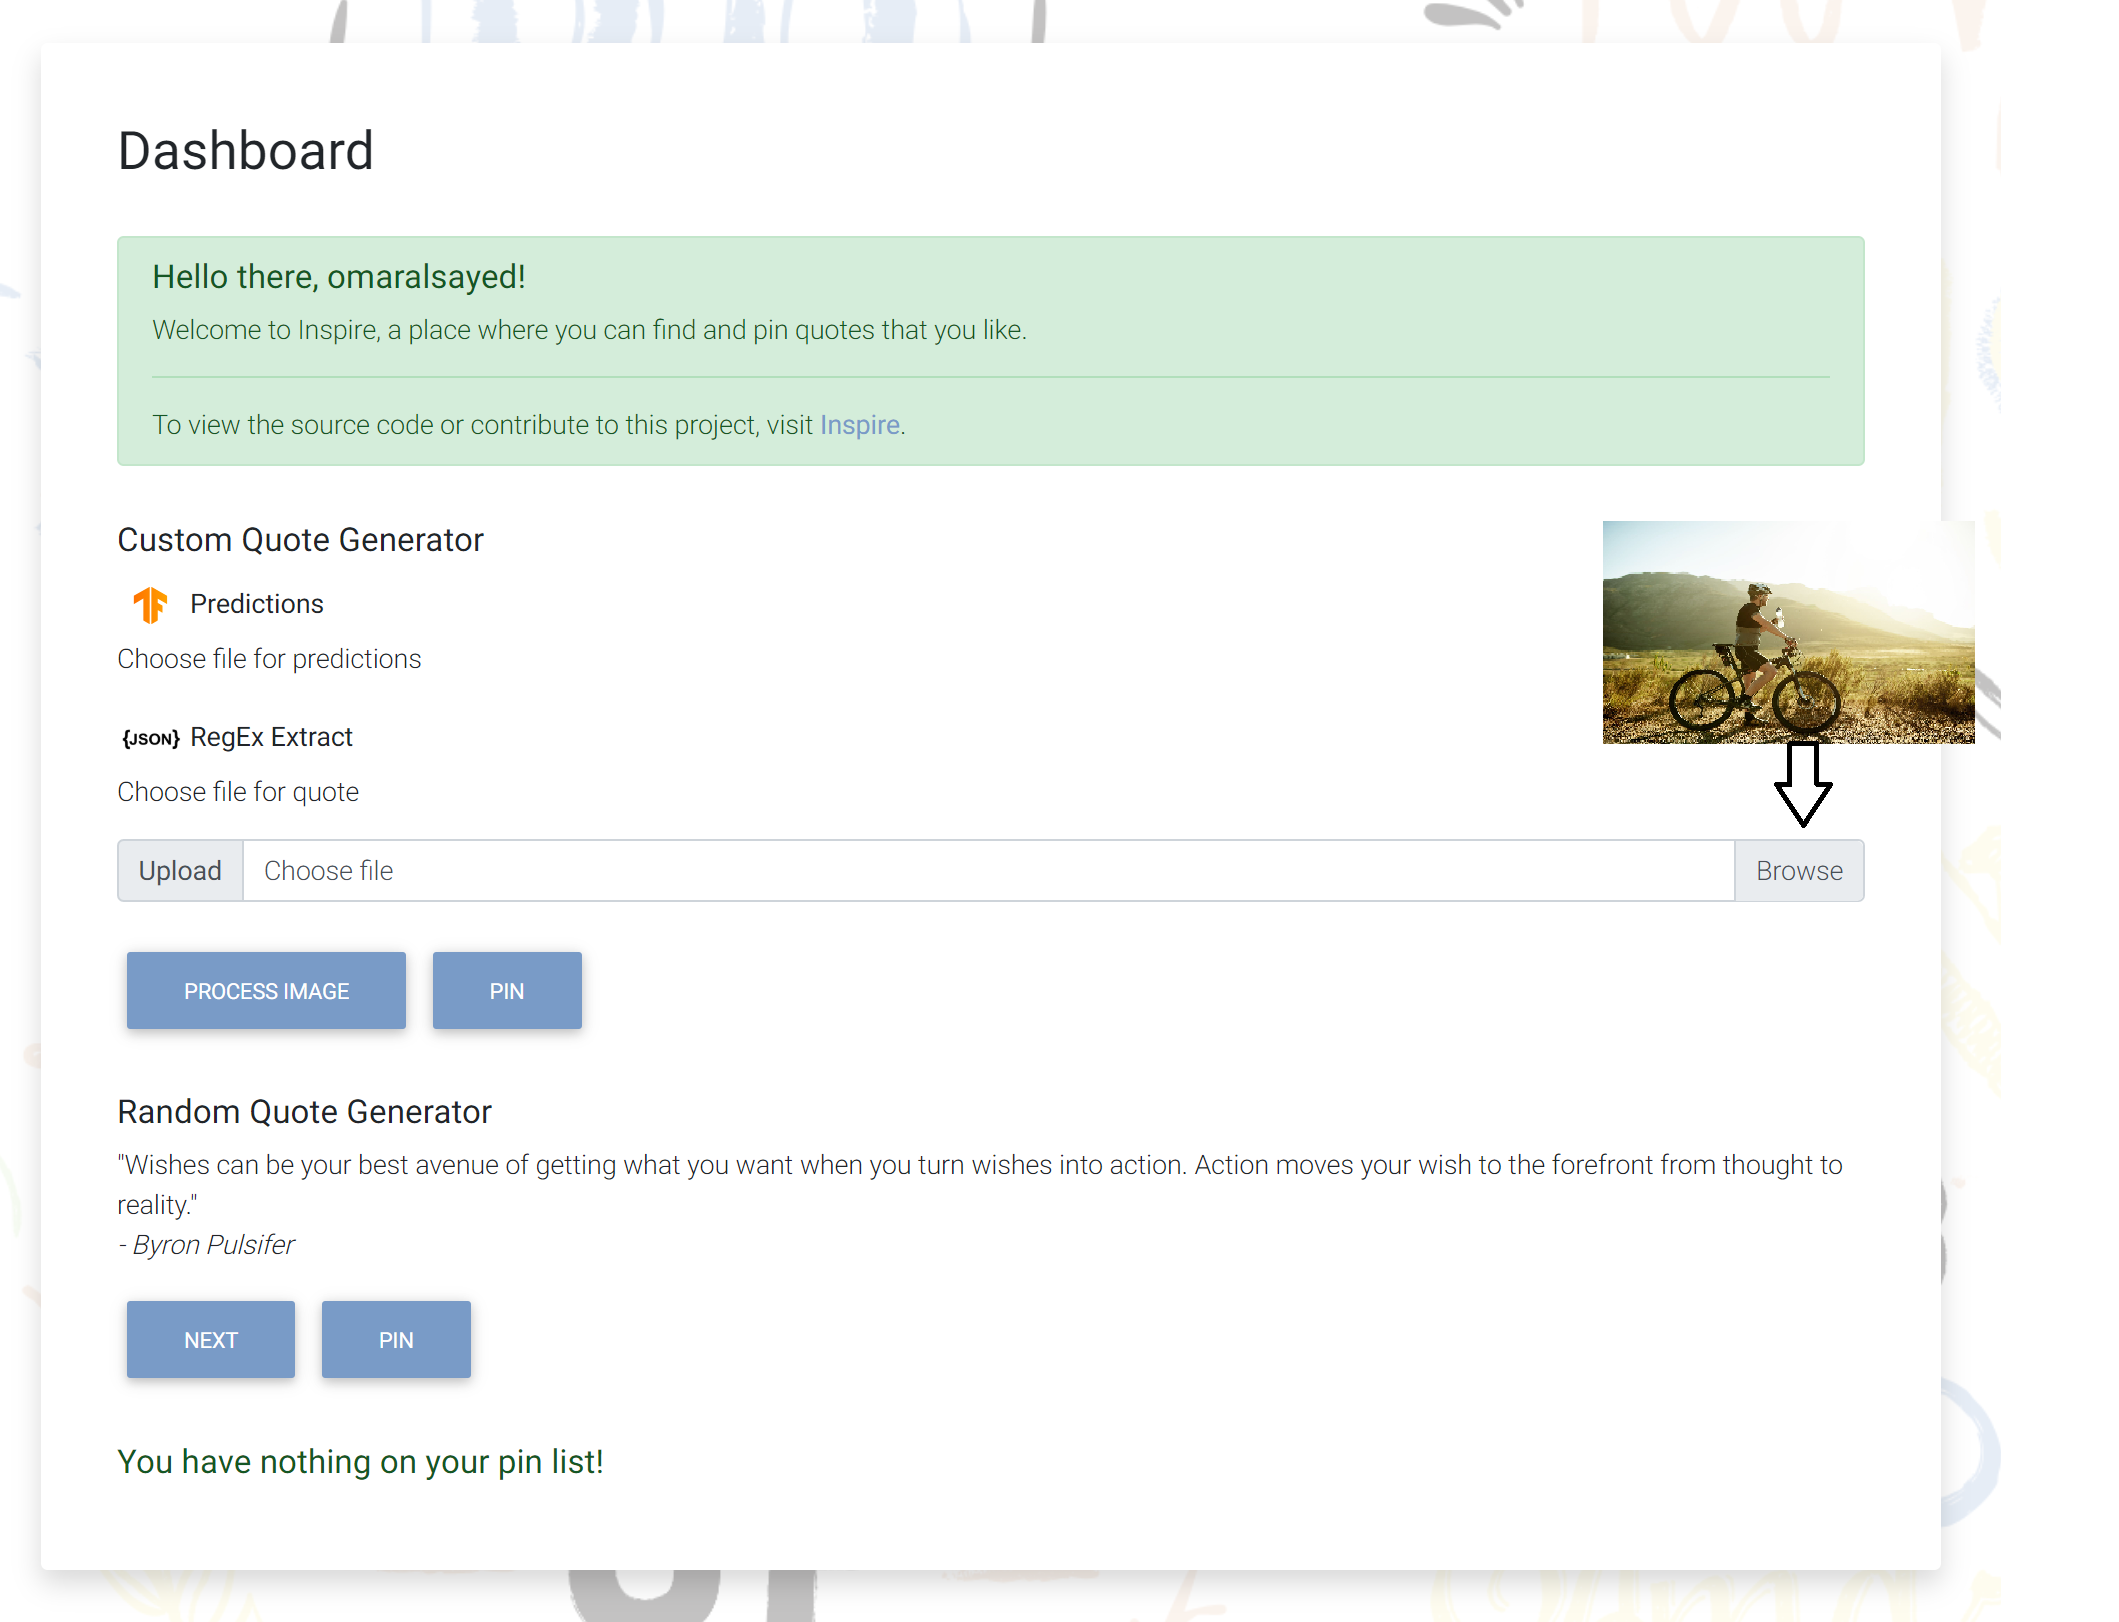 Dashboard
Hello there, omaralsayed!
Welcome to Inspire, a place where you can find and pin quotes that you like.
To view the source code or contribute to this project, visit Inspire.
Custom Quote Generator
Predictions
Choose file for predictions
{JSON} RegEx Extract
Choose file for quote
Upload Choose file Browse
PROCESS IMAGE PIN
Random Quote Generator
"Wishes can be your best avenue of getting what you want when you turn wishes into action. Action moves your wish to the forefront from thought to
reality."
- Byron Pulsifer
NEXT PIN
You have nothing on your pin list!